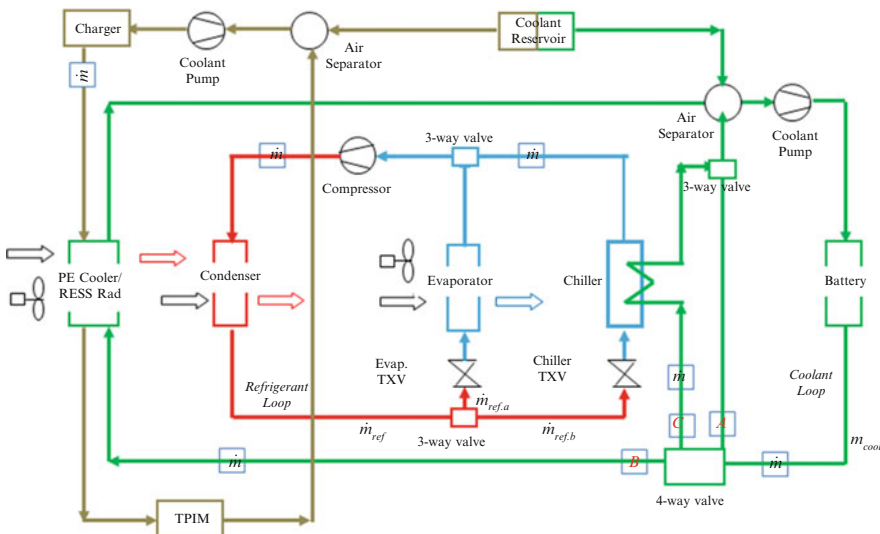 Charger
Coolant
Pump
Air
Separator
Coolant
Reservoir
ṁ
Air
Separator
Coolant
Pump
3-way valve
ṁ
ṁ
Compressor
3-way valve
PE Cooler/
RESS Rad
Condenser
Evaporator
Chiller
Battery
Evap.
TXV
Chiller
TXV
ṁ
Refrigerant
Loop
Coolant
Loop
ṁref.a
ṁref
ṁref.b
3-way valve
C
A
mcool
ṁ
B
ṁ
4-way valve
TPIM